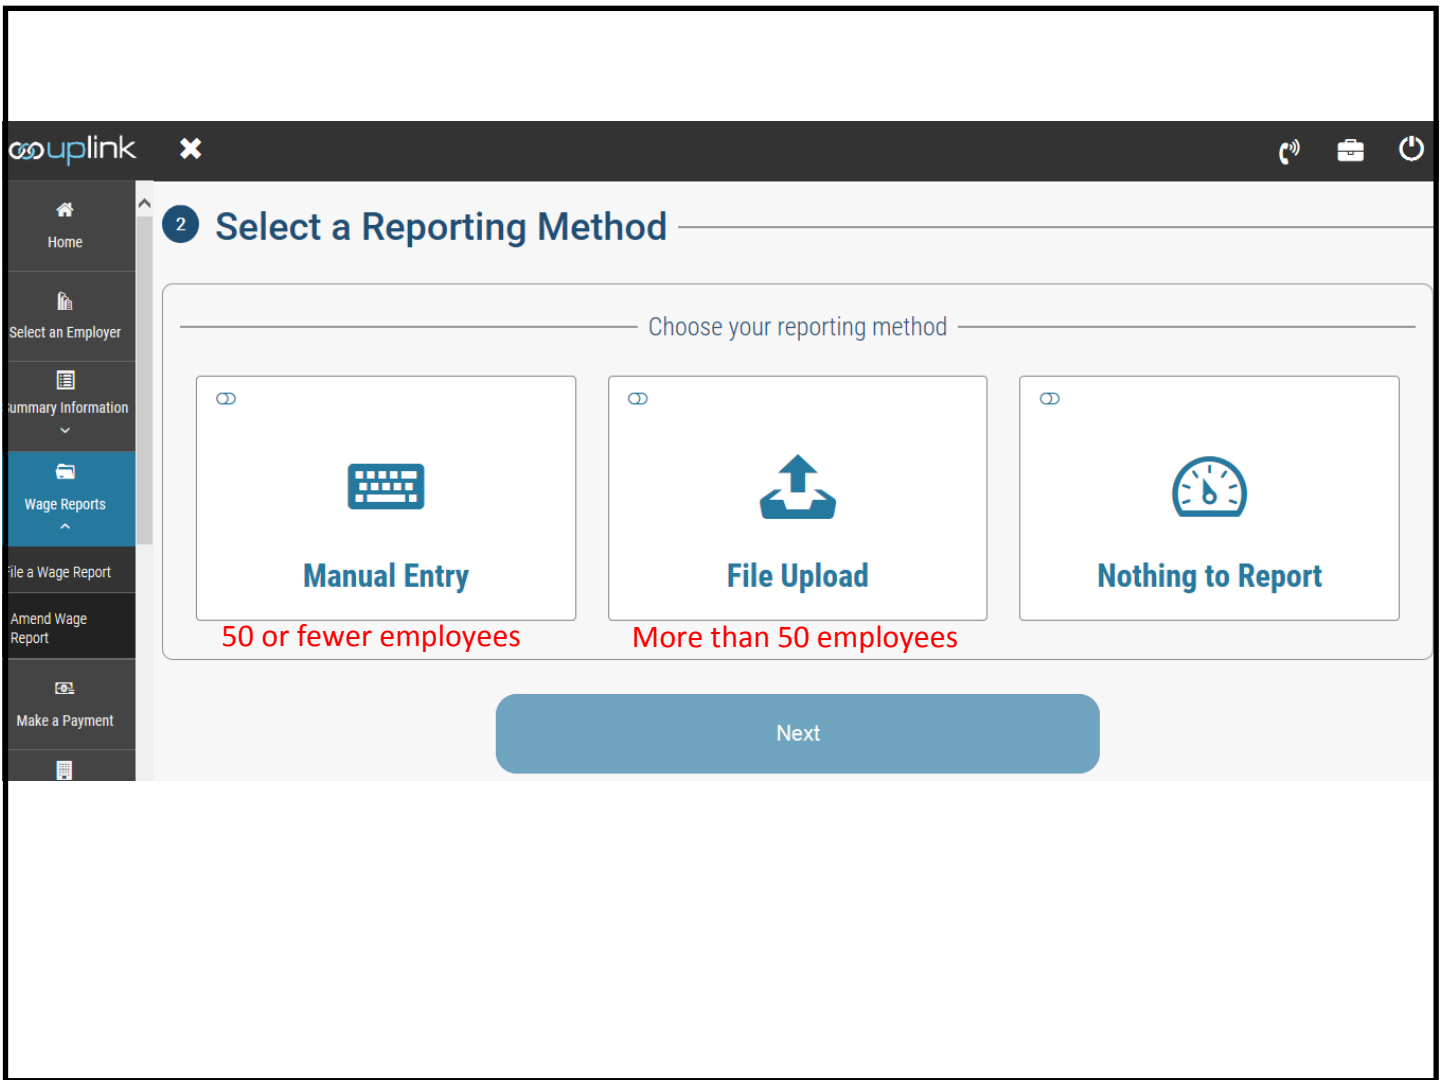 uplink
Home
Select an Employer
Summary Information
Wage Reports
File a Wage Report
Amend Wage
Report
Make a Payment
2 Select a Reporting Method
Choose your reporting method
Manual Entry
File Upload
Nothing to Report
50 or fewer employees
More than 50 employees
Next